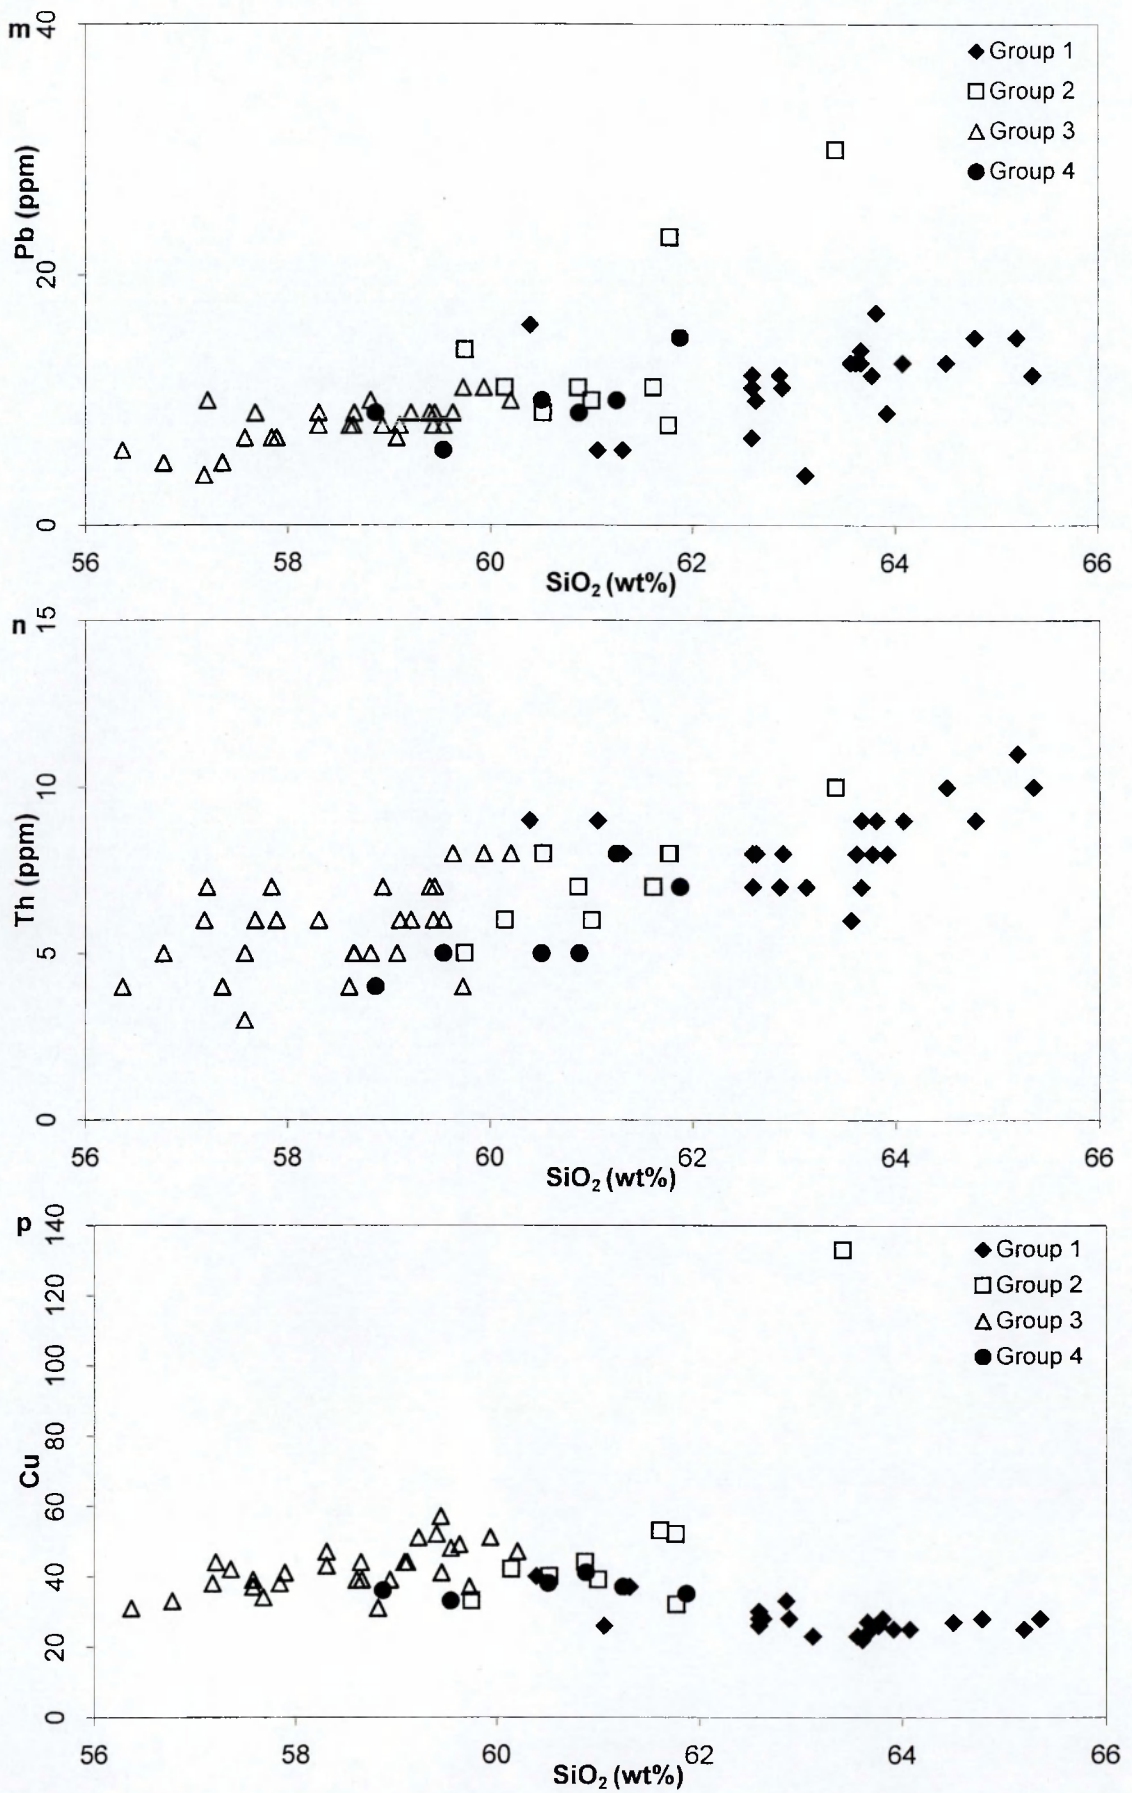 m
40
20
0
Pb (ppm)
Group 1
Group 2
Group 3
Group 4
56 58 60 62 64 66
SiO₂ (wt%)
n
15
10
5
0
Th (ppm)
56 58 60 62 64 66
SiO₂ (wt%)
p
140
120
100
80
60
40
20
0
Cu
Group 1
Group 2
Group 3
Group 4
56 58 60 62 64 66
SiO₂ (wt%)